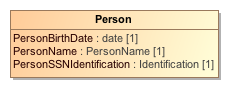 Person
PersonBirthDate : date [1]
PersonName : PersonName [1]
PersonSSNIdentification : Identification [1]